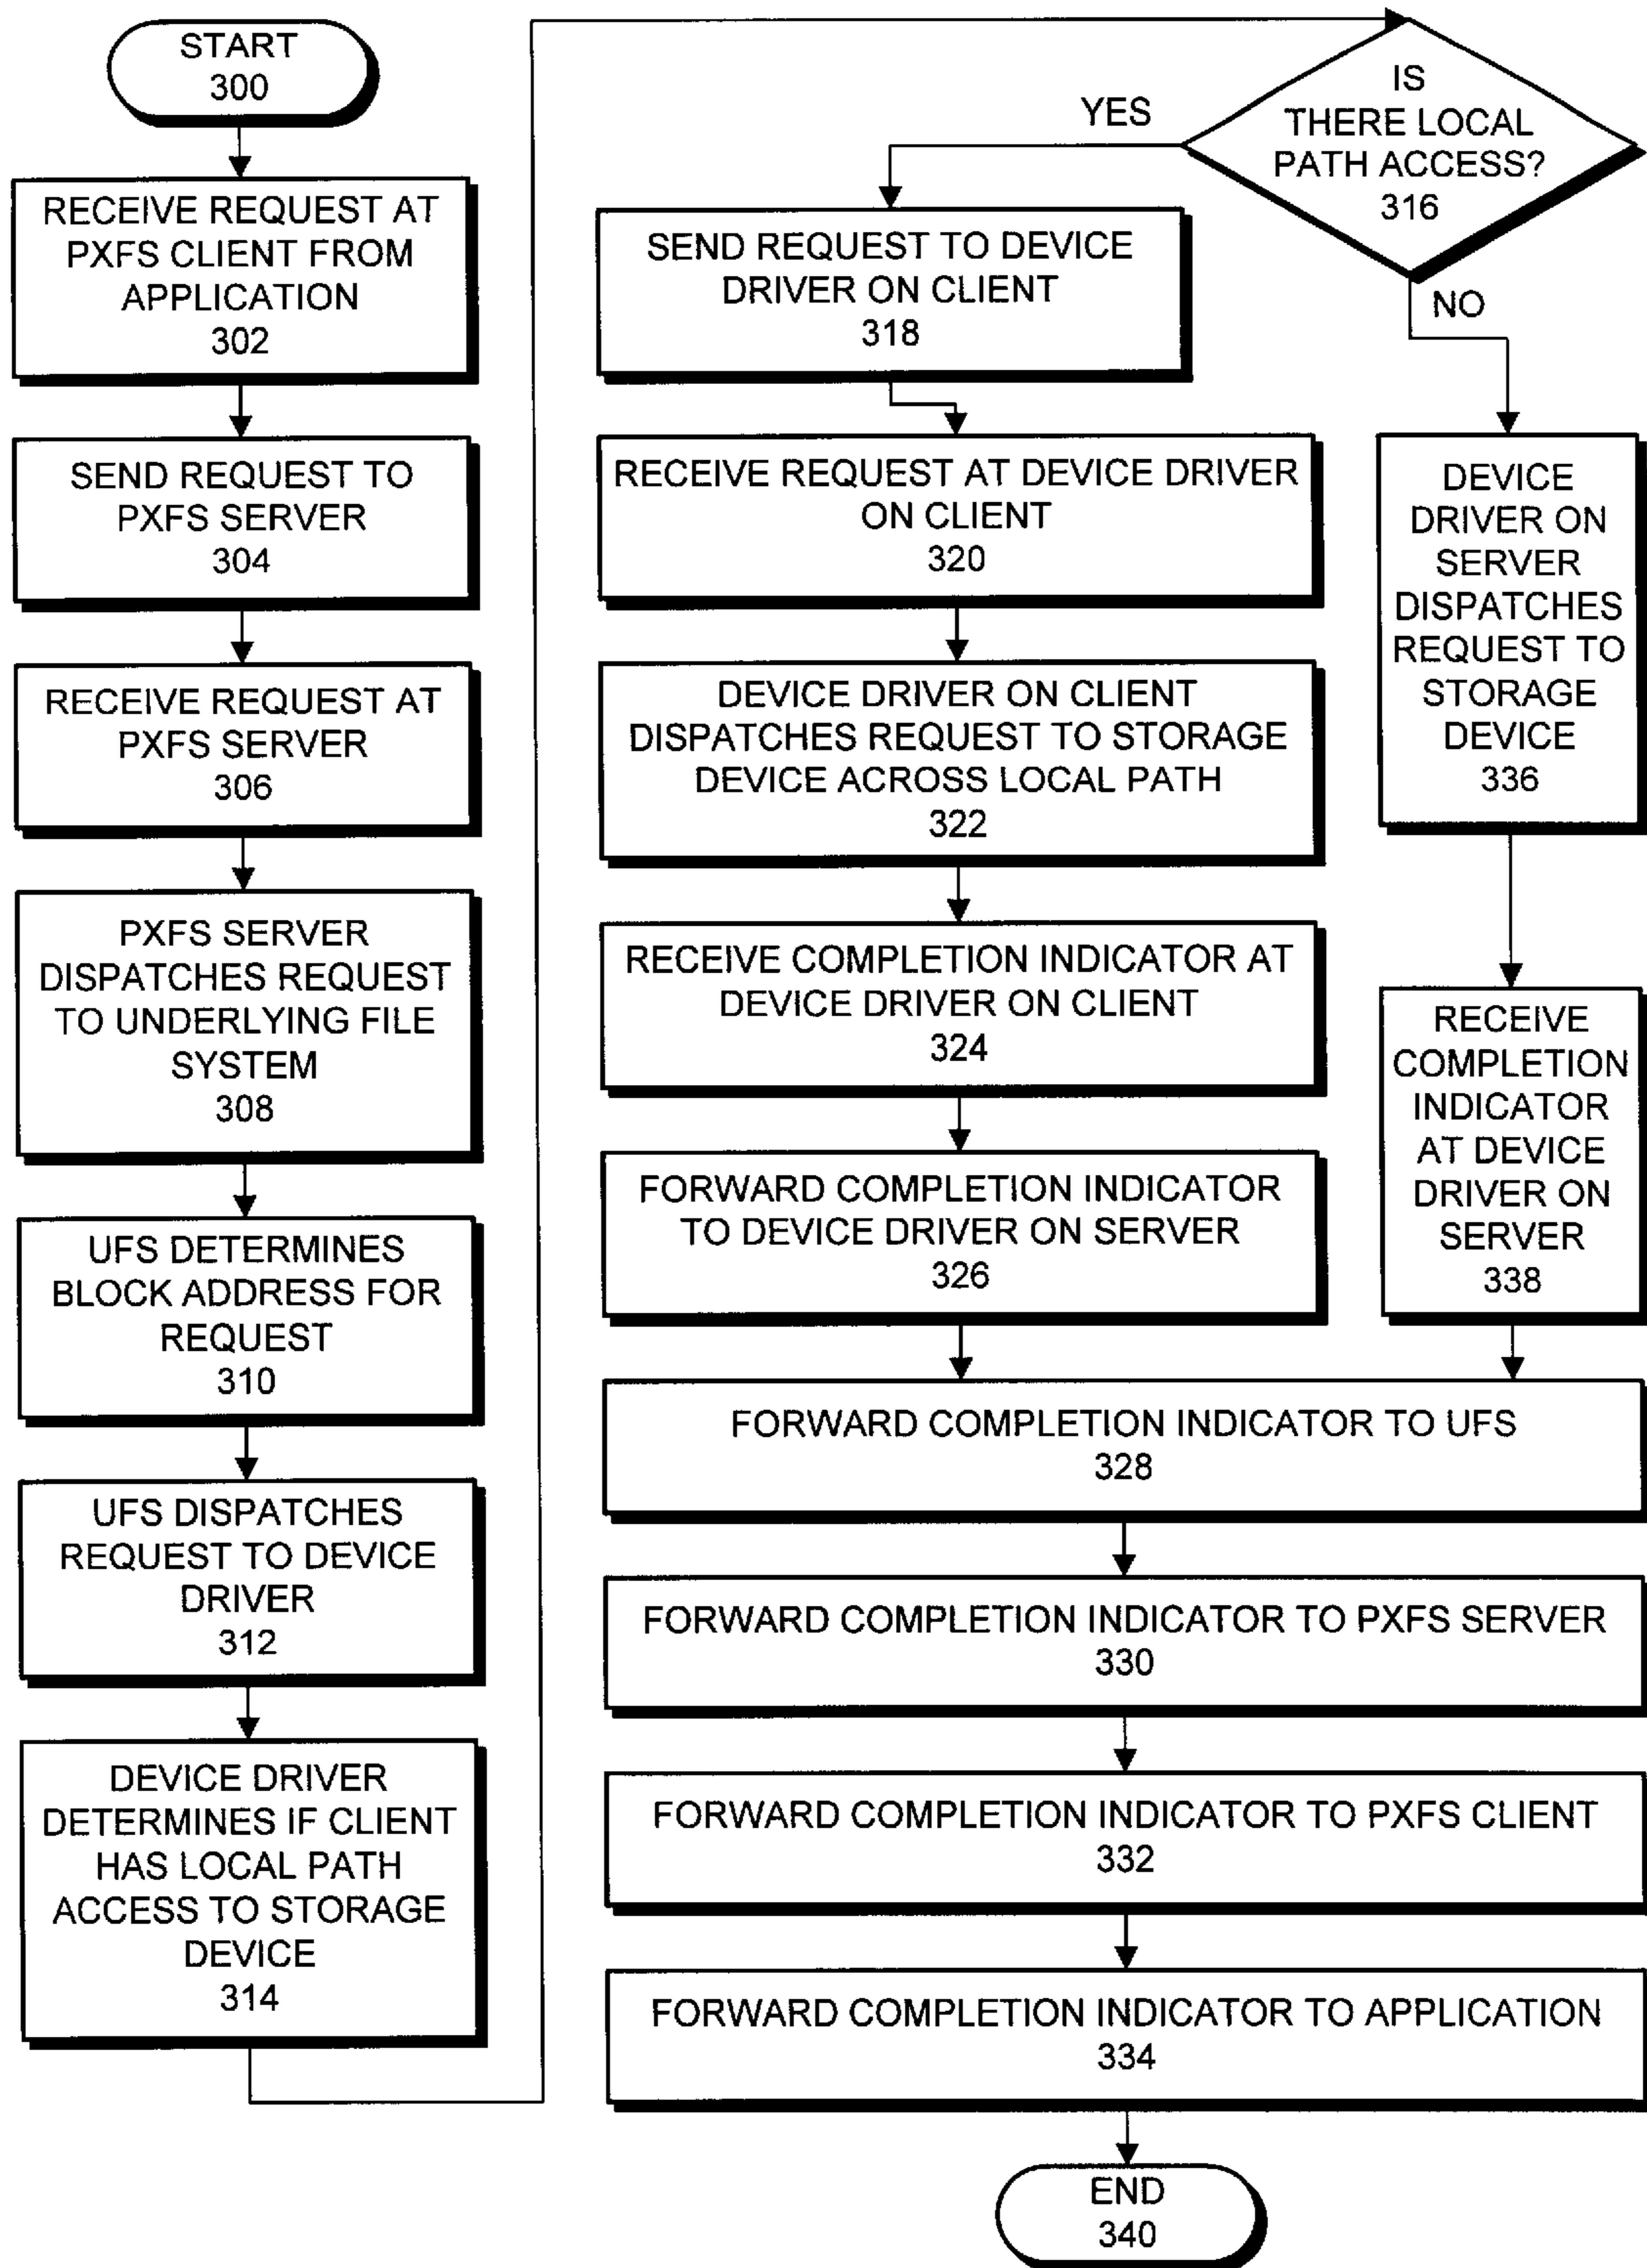 START
300
RECEIVE REQUEST AT
PXFS CLIENT FROM
APPLICATION
302
SEND REQUEST TO
PXFS SERVER
304
RECEIVE REQUEST AT
PXFS SERVER
306
PXFS SERVER
DISPATCHES REQUEST
TO UNDERLYING FILE
SYSTEM
308
UFS DETERMINES
BLOCK ADDRESS FOR
REQUEST
310
UFS DISPATCHES
REQUEST TO DEVICE
DRIVER
312
DEVICE DRIVER
DETERMINES IF CLIENT
HAS LOCAL PATH
ACCESS TO STORAGE
DEVICE
314
IS
THERE LOCAL
PATH ACCESS?
316
YES
SEND REQUEST TO DEVICE
DRIVER ON CLIENT
318
RECEIVE REQUEST AT DEVICE DRIVER
ON CLIENT
320
DEVICE DRIVER ON CLIENT
DISPATCHES REQUEST TO STORAGE
DEVICE ACROSS LOCAL PATH
322
RECEIVE COMPLETION INDICATOR AT
DEVICE DRIVER ON CLIENT
324
FORWARD COMPLETION INDICATOR
TO DEVICE DRIVER ON SERVER
326
NO
DEVICE
DRIVER ON
SERVER
DISPATCHES
REQUEST TO
STORAGE
DEVICE
336
RECEIVE
COMPLETION
INDICATOR
AT DEVICE
DRIVER ON
SERVER
338
FORWARD COMPLETION INDICATOR TO UFS
328
FORWARD COMPLETION INDICATOR TO PXFS SERVER
330
FORWARD COMPLETION INDICATOR TO PXFS CLIENT
332
FORWARD COMPLETION INDICATOR TO APPLICATION
334
END
340